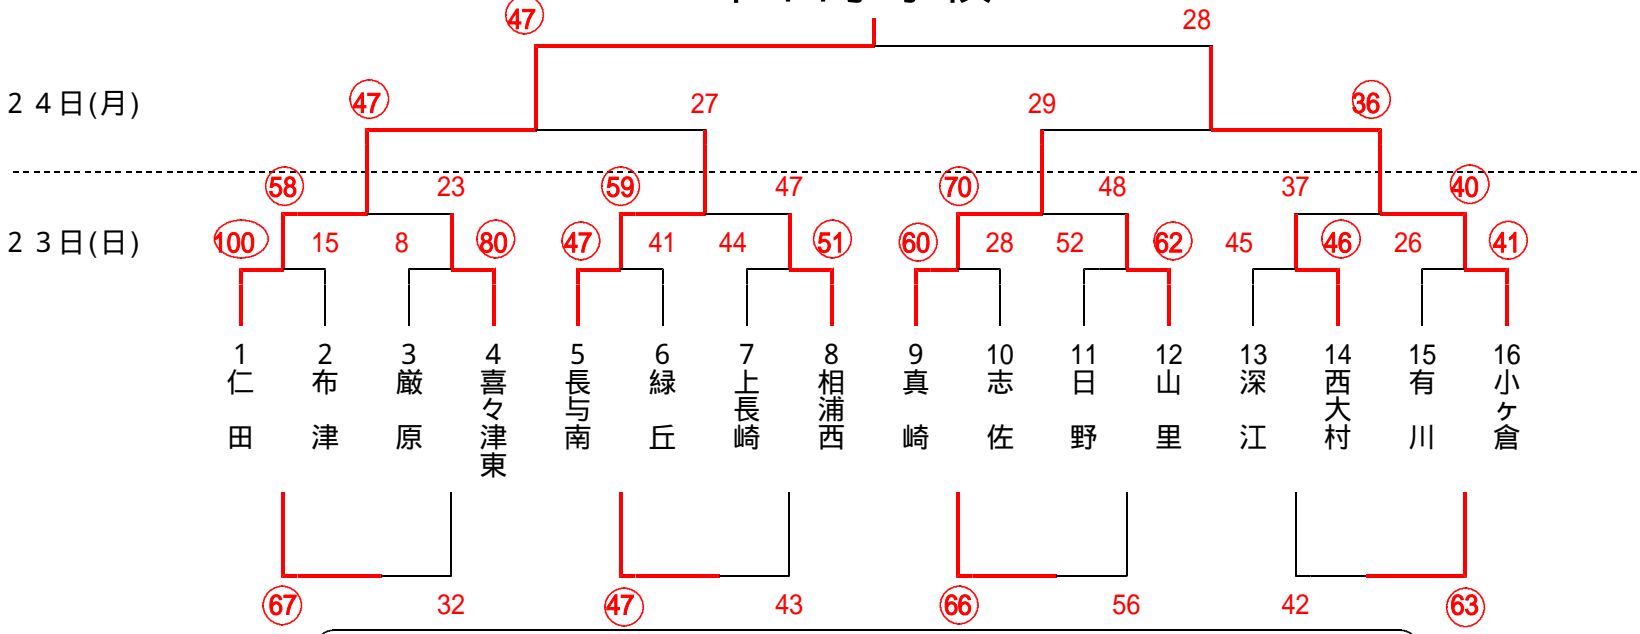 47 28
２４日(月) 47 27 29 36
58 23 59 47 70 48 37 40
２３日(日) 100 15 8 80 47 41 44 51 60 28 52 62 45 46 26 41
1 2 3 4 5 6 7 8 9 10 11 12 13 14 15 16
仁田 布津 厳原 喜々津東 長与南 緑丘 上長崎 相浦西 真崎 志佐 日野 山里 深江 西大村 有川 小ヶ倉
67 32 47 43 66 56 42 63